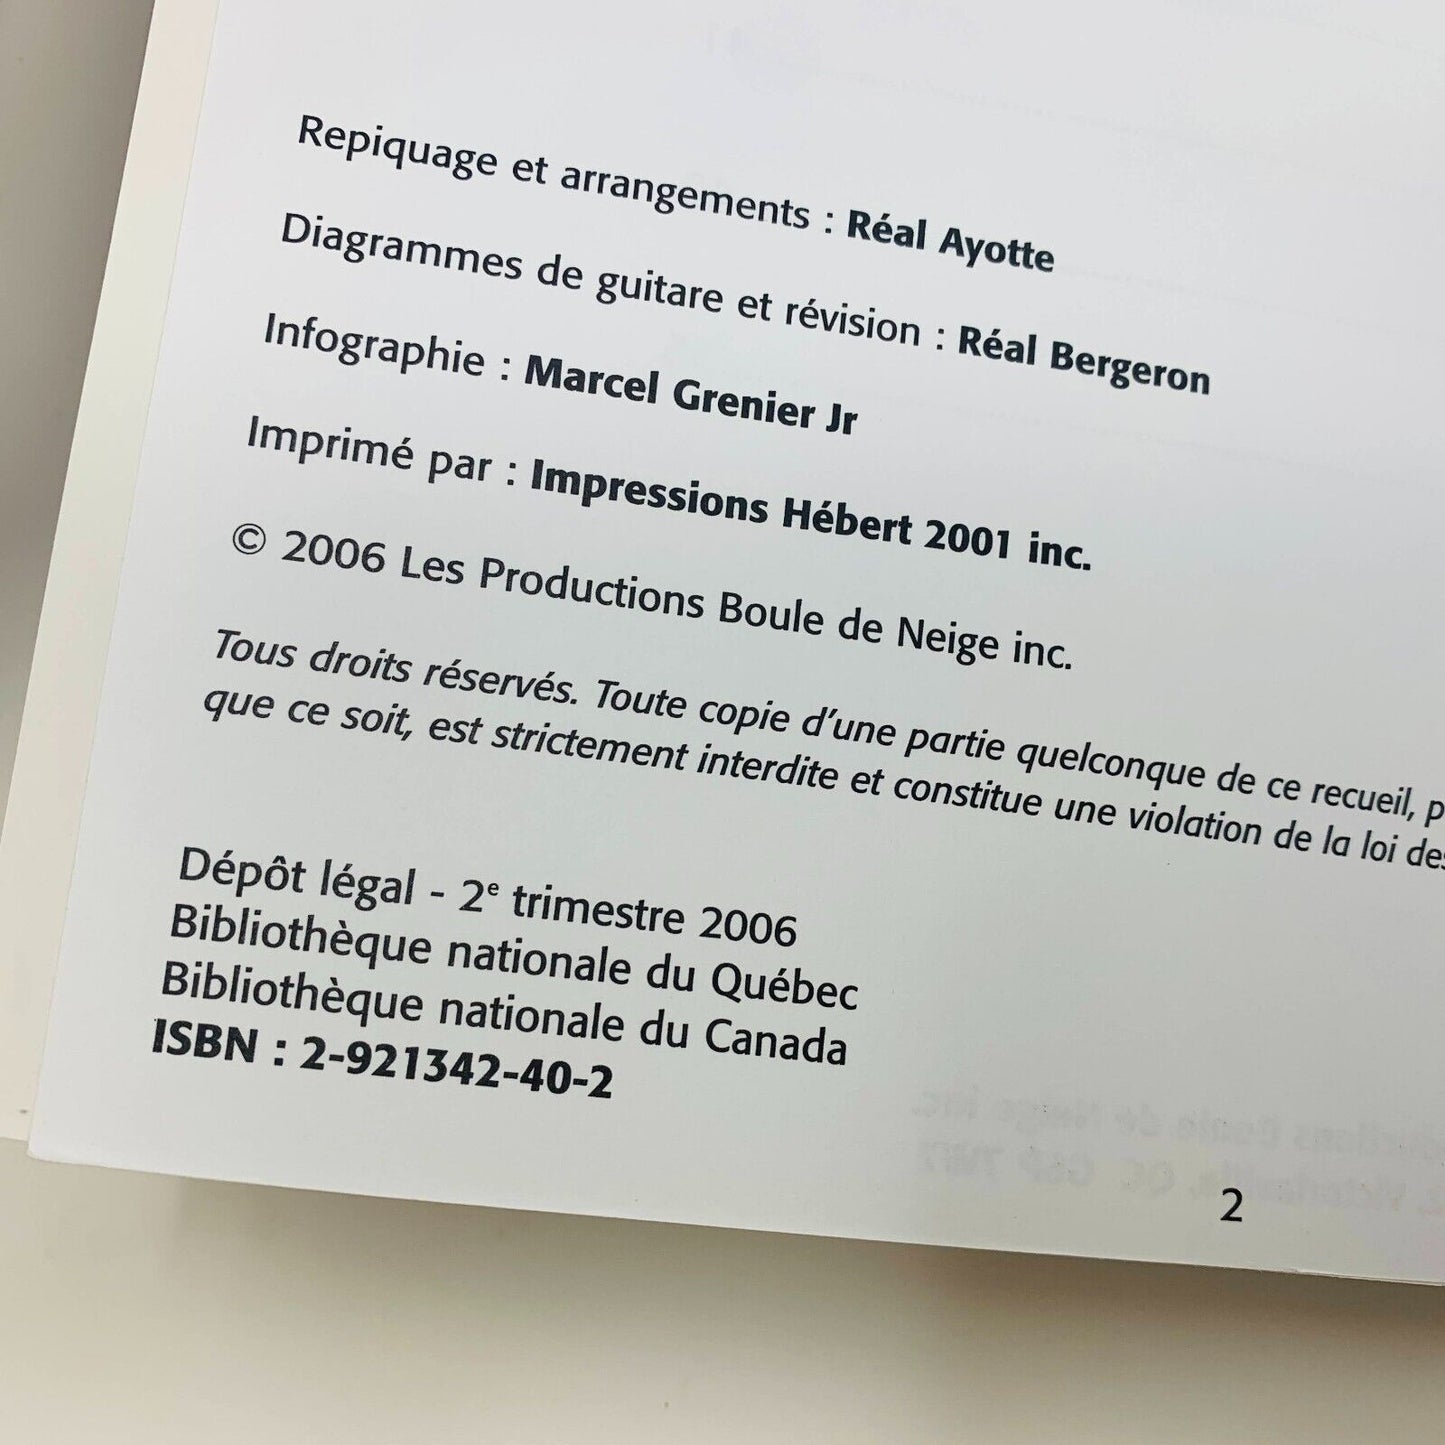 Repiquage et arrangements : Réal Ayotte
Diagrammes de guitare et révision : Réal Bergeron
Infographie : Marcel Grenier Jr
Imprimé par : Impressions Hébert 2001 inc.
© 2006 Les Productions Boule de Neige inc.
Tous droits réservés. Toute copie d'une partie quelconque de ce recueil,
que ce soit, est strictement interdite et constitue une violation de la loi
Dépôt légal - 2e trimestre 2006
Bibliothèque nationale du Québec
Bibliothèque nationale du Canada
ISBN : 2-921342-40-2
2